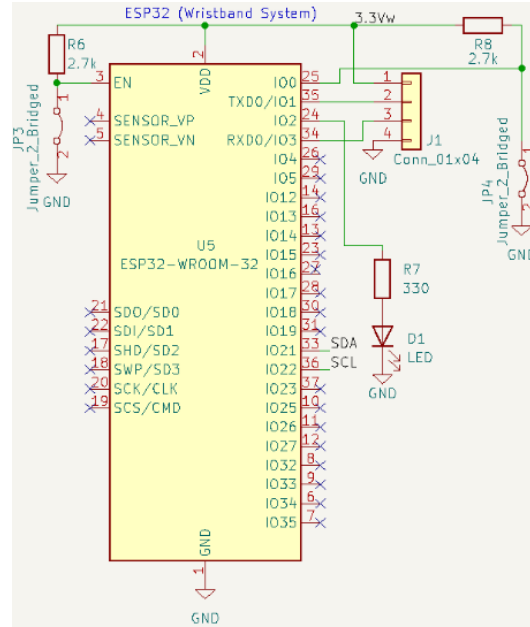 ESP32 (Wristband System)
3.3Vw
R6
2.7k
R8
2.7k
2
VDD
3
EN
4
SENSOR_VP
5
SENSOR_VN
JP3
Jumper_2_Bridged
1
2
GND
25
IO0
35
TXD0/IO1
24
IO2
34
RXD0/IO3
26
IO4
29
IO5
14
IO12
16
IO13
13
IO14
23
IO15
27
IO16
28
IO17
30
IO18
31
IO19
33
IO21
SDA
36
IO22
SCL
37
IO23
10
IO25
11
IO26
12
IO27
8
IO32
9
IO33
6
IO34
7
IO35
1
2
3
4
J1
Conn_01x04
GND
JP4
Jumper_2_Bridged
2
GND
U5
ESP32-WROOM-32
R7
330
D1
LED
GND
21
SDO/SD0
22
SDI/SD1
17
SHD/SD2
18
SWP/SD3
20
SCK/CLK
19
SCS/CMD
GND
1
GND